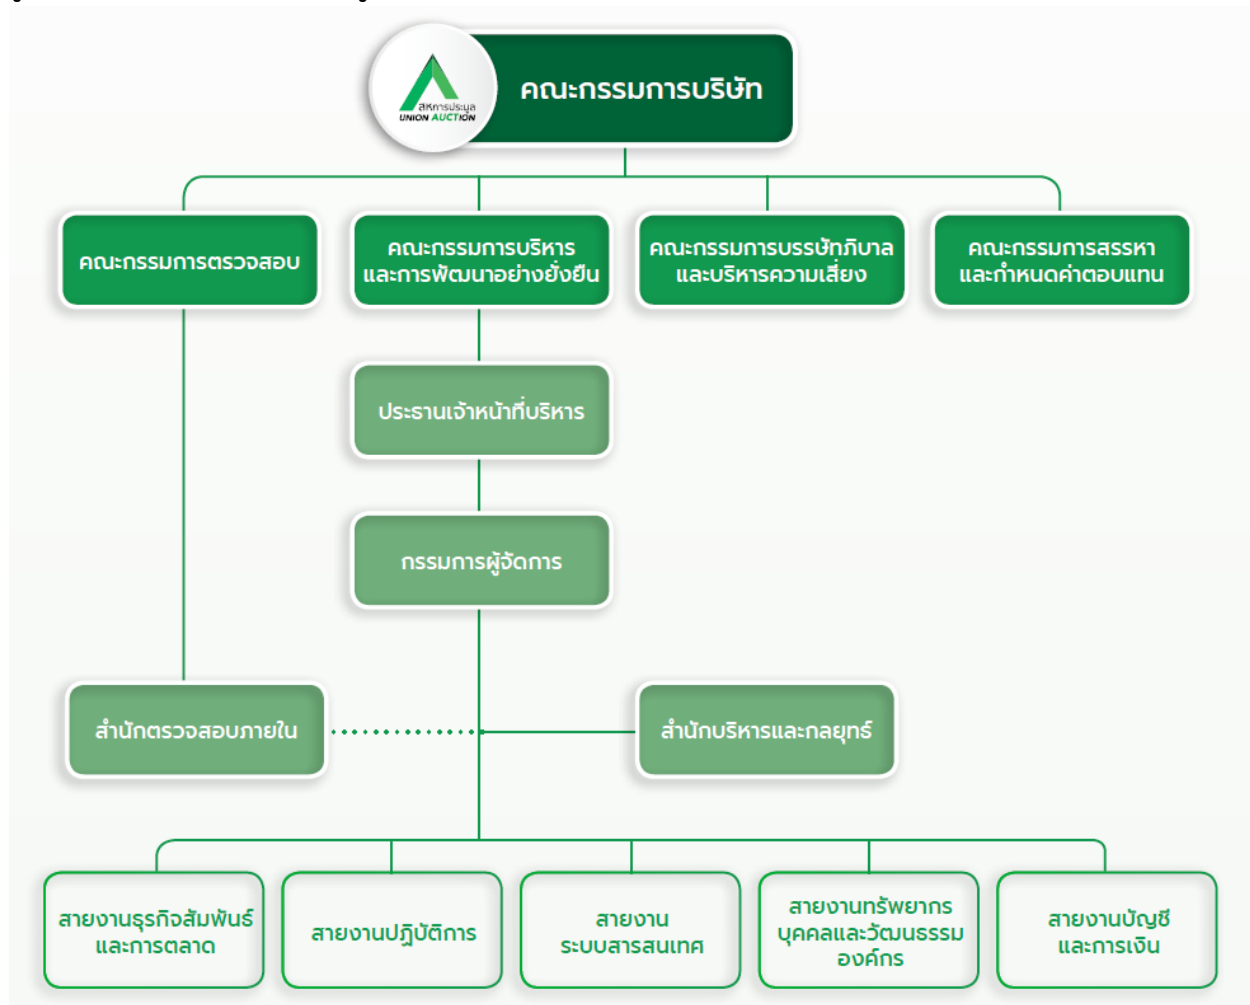 สหการประมูล
UNION AUCTION
คณะกรรมการบริษัท
คณะกรรมการตรวจสอบ
คณะกรรมการบริหาร
และการพัฒนาอย่างยั่งยืน
คณะกรรมการบรรษัทภิบาล
และบริหารความเสี่ยง
คณะกรรมการสรรหา
และกำหนดค่าตอบแทน
ประธานเจ้าหน้าที่บริหาร
กรรมการผู้จัดการ
สำนักตรวจสอบภายใน
สำนักบริหารและกลยุทธ์
สายงานธุรกิจสัมพันธ์
และการตลาด
สายงานปฏิบัติการ
สายงาน
ระบบสารสนเทศ
สายงานทรัพยากร
บุคคลและวัฒนธรรม
องค์กร
สายงานบัญชี
และการเงิน